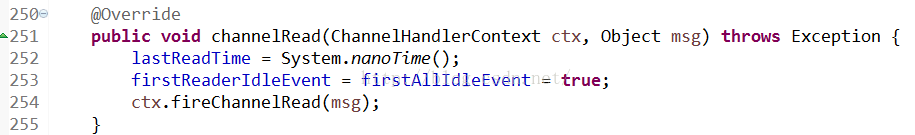 250 @Override
251 public void channelRead(ChannelHandlerContext ctx, Object msg) throws Exception {
252 lastReadTime = System.nanoTime();
253 firstReaderIdleEvent = firstAllIdleEvent = true;
254 ctx.fireChannelRead(msg);
255 }